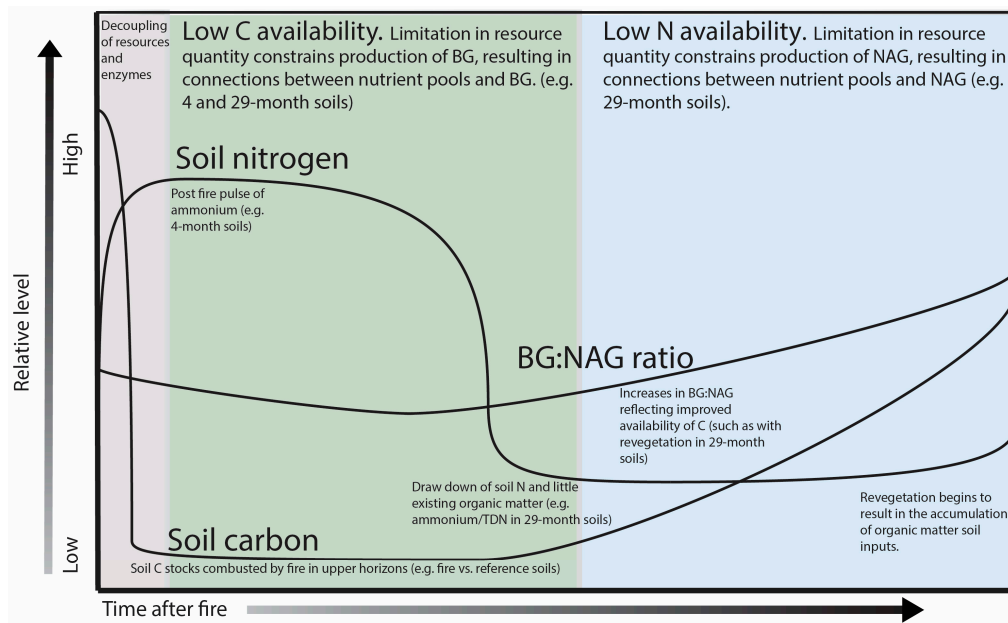 Decoupling
of resources
and
enzymes
Low C availability. Limitation in resource
quantity constrains production of BG, resulting in
connections between nutrient pools and BG. (e.g.
4 and 29-month soils)
Low N availability. Limitation in resource
quantity constrains production of NAG, resulting in
connections between nutrient pools and NAG (e.g.
29-month soils).
High
Relative level
Low
Soil nitrogen
Post fire pulse of
ammonium (e.g.
4-month soils)
BG:NAG ratio
Increases in BG:NAG
reflecting improved
availability of C (such as with
revegetation in 29-month
soils)
Draw down of soil N and little
existing organic matter (e.g.
ammonium/TDN in 29-month soils)
Revegetation begins to
result in the accumulation
of organic matter soil
inputs.
Soil carbon
Soil C stocks combusted by fire in upper horizons (e.g. fire vs. reference soils)
Time after fire